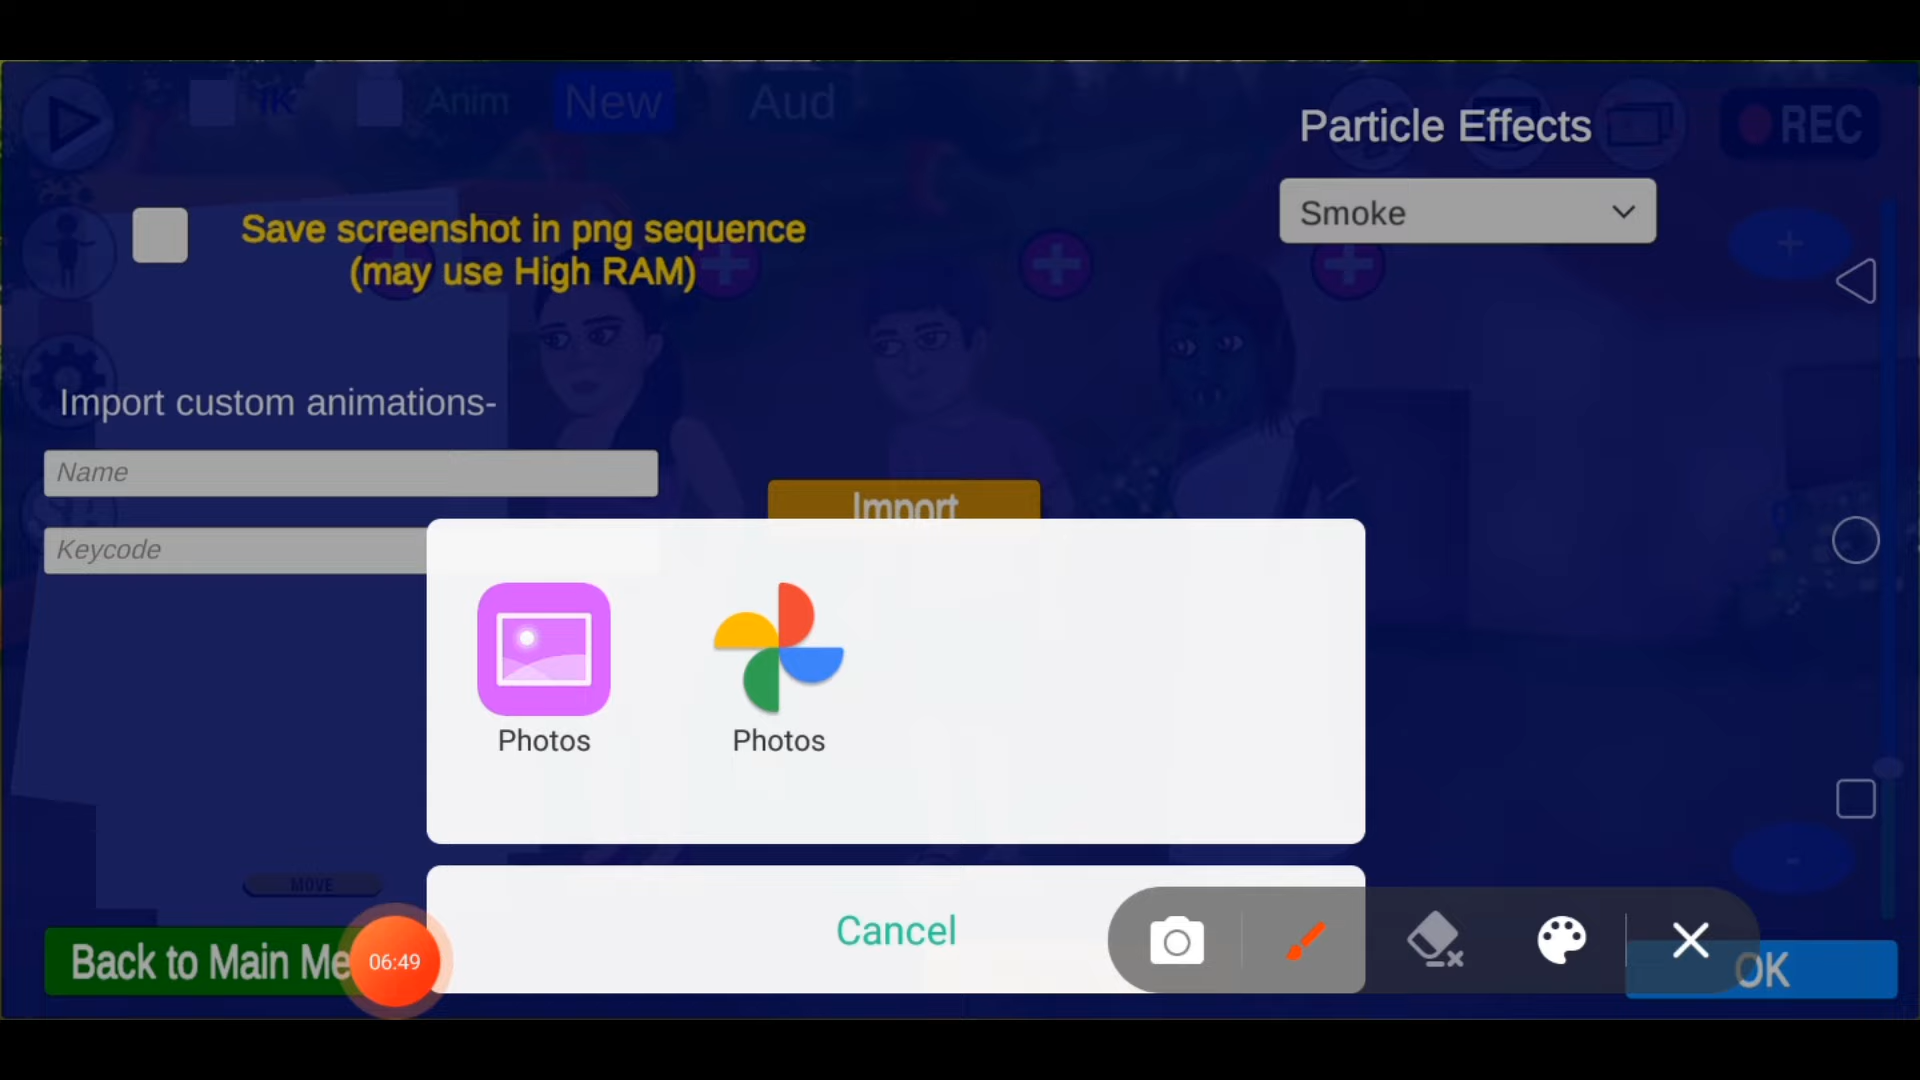 IK
Anim
New
Aud
Particle Effects
REC
Save screenshot in png sequence
(may use High RAM)
Smoke
Import custom animations-
Name
Import
Keycode
Photos
Photos
MOVE
Cancel
Back to Main Me
06:49
OK